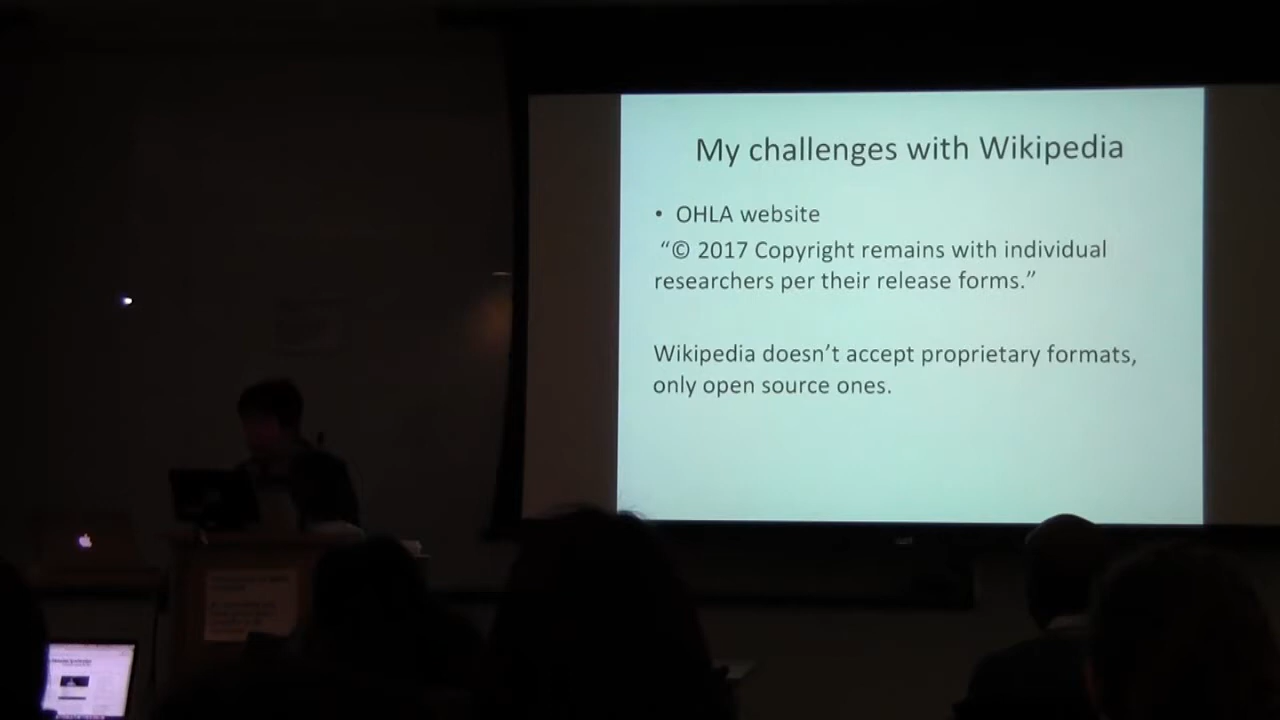 My challenges with Wikipedia
• OHLA website
“© 2017 Copyright remains with individual
researchers per their release forms.”
Wikipedia doesn’t accept proprietary formats,
only open source ones.